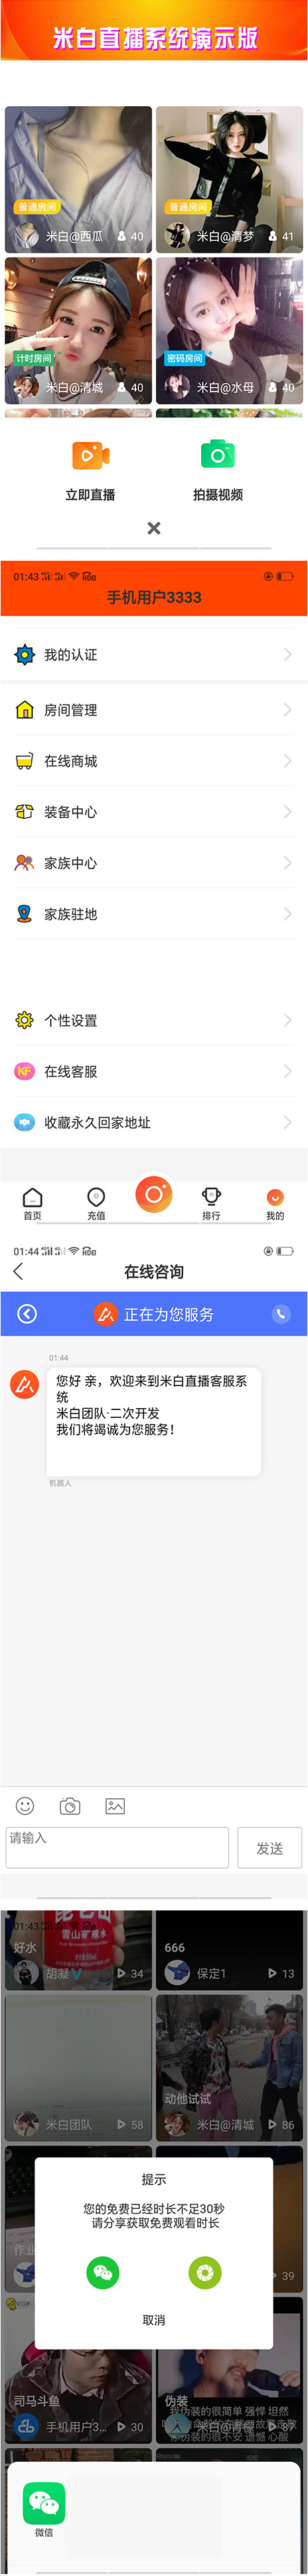 米白直播系统演示版
普通房间
普通房间
米白@西瓜 40
米白@清梦 41
计时房间
密码房间
米白@清城 40
米白@水母 40
立即直播
拍摄视频
01:43
手机用户3333
我的认证
房间管理
在线商城
装备中心
家族中心
家族驻地
个性设置
KF
在线客服
收藏永久回家地址
首页
充值
排行
我的
01:44
在线咨询
正在为您服务
01:44
您好 亲，欢迎来到米白直播客服系
统
米白团队·二次开发
我们将竭诚为您服务！
机器人
请输入
发送
01:43
好水
666
胡凝 34
保定1 13
动他试试
米白团队 58
米白@清城 86
提示
您的免费已经时长不足30秒
请分享获取免费观看时长
作业
39
取消
司马斗鱼
伪装
我伪装的很简单 强悍 坦然
手机用户3... 30
米白@清城 87
微信